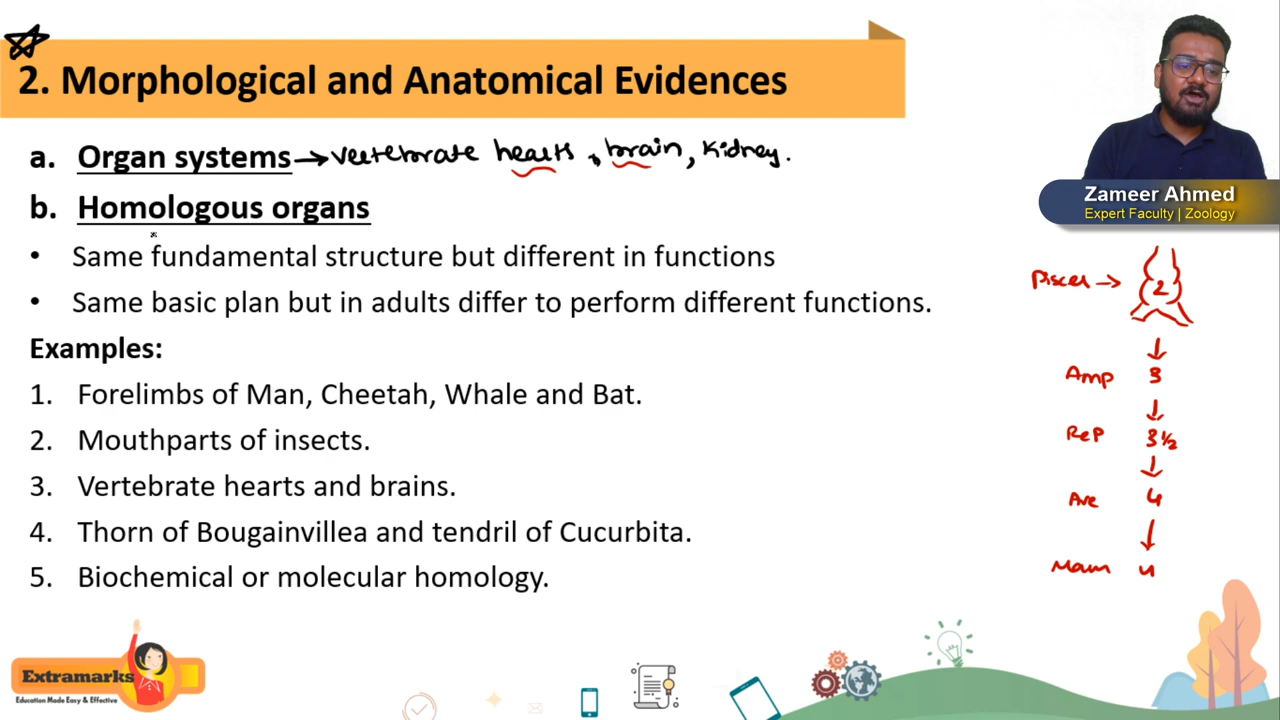 2. Morphological and Anatomical Evidences
a. Organ systems → vertebrate hearts, brain, kidney.
b. Homologous organs
• Same fundamental structure but different in functions
• Same basic plan but in adults differ to perform different functions.
Examples:
1. Forelimbs of Man, Cheetah, Whale and Bat.
2. Mouthparts of insects.
3. Vertebrate hearts and brains.
4. Thorn of Bougainvillea and tendril of Cucurbita.
5. Biochemical or molecular homology.
Zameer Ahmed
Expert Faculty | Zoology
Pisces → 2
Amp 3
Rep 3 1/2
Ave 4
Mam 4
Extramarks
Education Made Easy & Effective